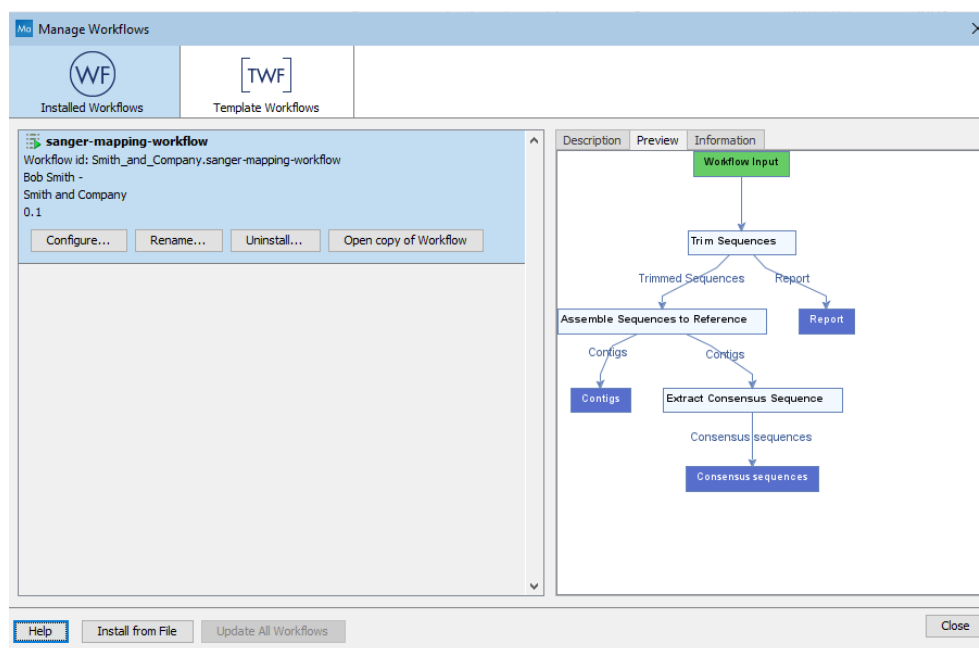 Mo Manage Workflows
WF
TWF
Installed Workflows
Template Workflows
sanger-mapping-workflow
Workflow id: Smith_and_Company.sanger-mapping-workflow
Bob Smith -
Smith and Company
0.1
Configure... Rename... Uninstall... Open copy of Workflow
Description Preview Information
Workflow Input
Trim Sequences
Trimmed Sequences Report
Assemble Sequences to Reference Report
Contigs Contigs
Contigs Extract Consensus Sequence
Consensus sequences
Consensus sequences
Help Install from File Update All Workflows Close